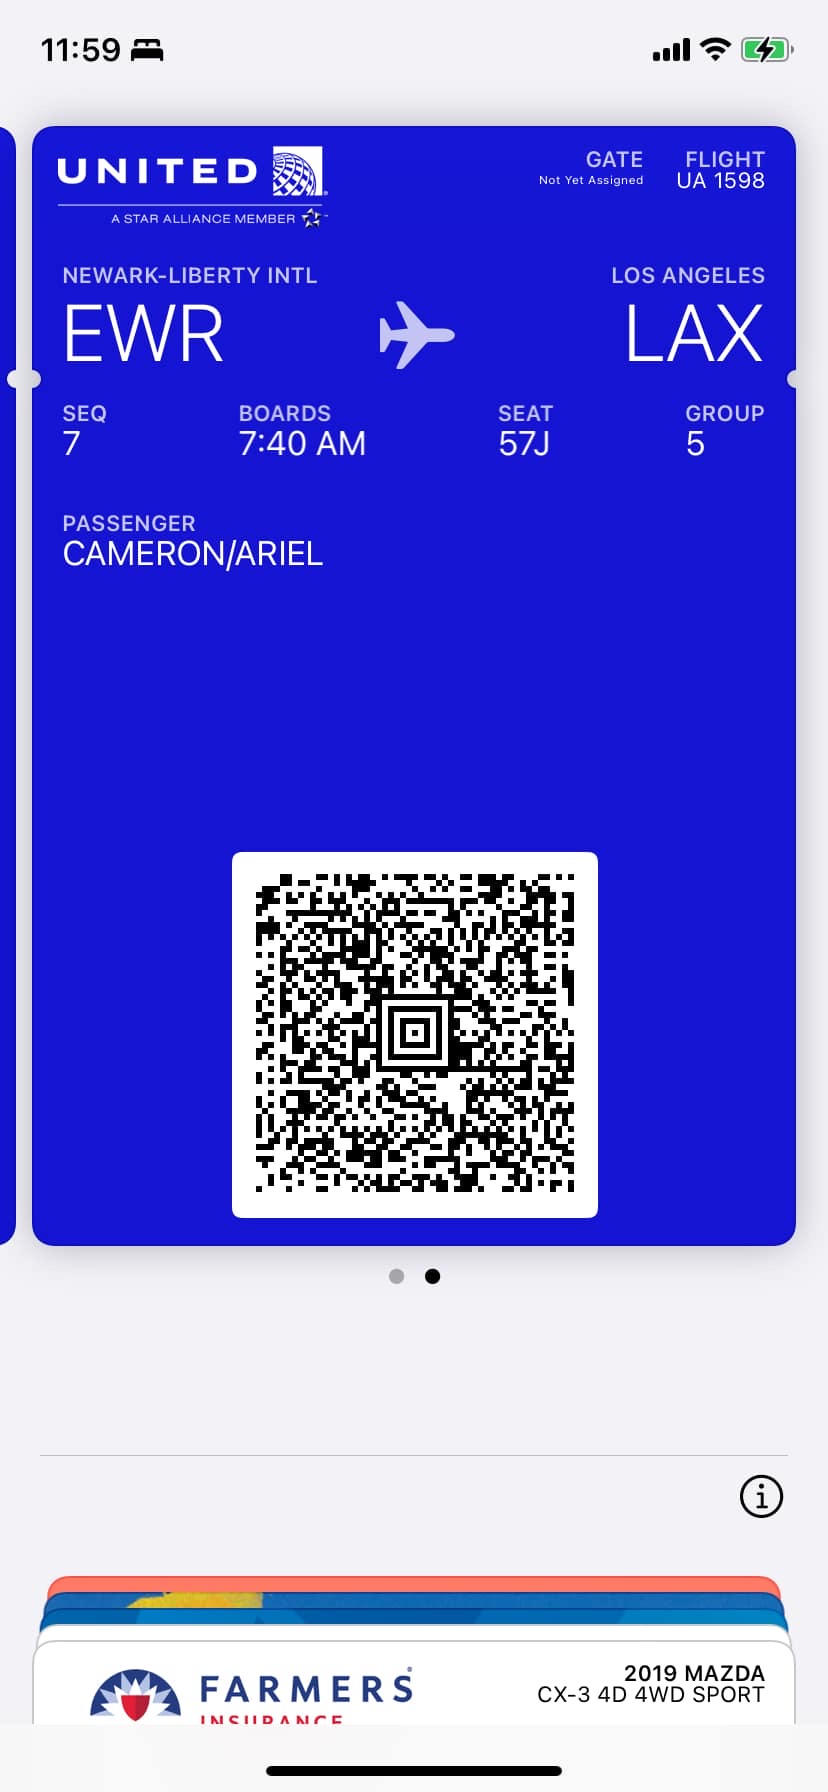 11:59
UNITED
A STAR ALLIANCE MEMBER
GATE FLIGHT
Not Yet Assigned UA 1598
NEWARK-LIBERTY INTL LOS ANGELES
EWR LAX
SEQ BOARDS SEAT GROUP
7 7:40 AM 57J 5
PASSENGER
CAMERON/ARIEL
FARMERS
INSURANCE
2019 MAZDA
CX-3 4D 4WD SPORT